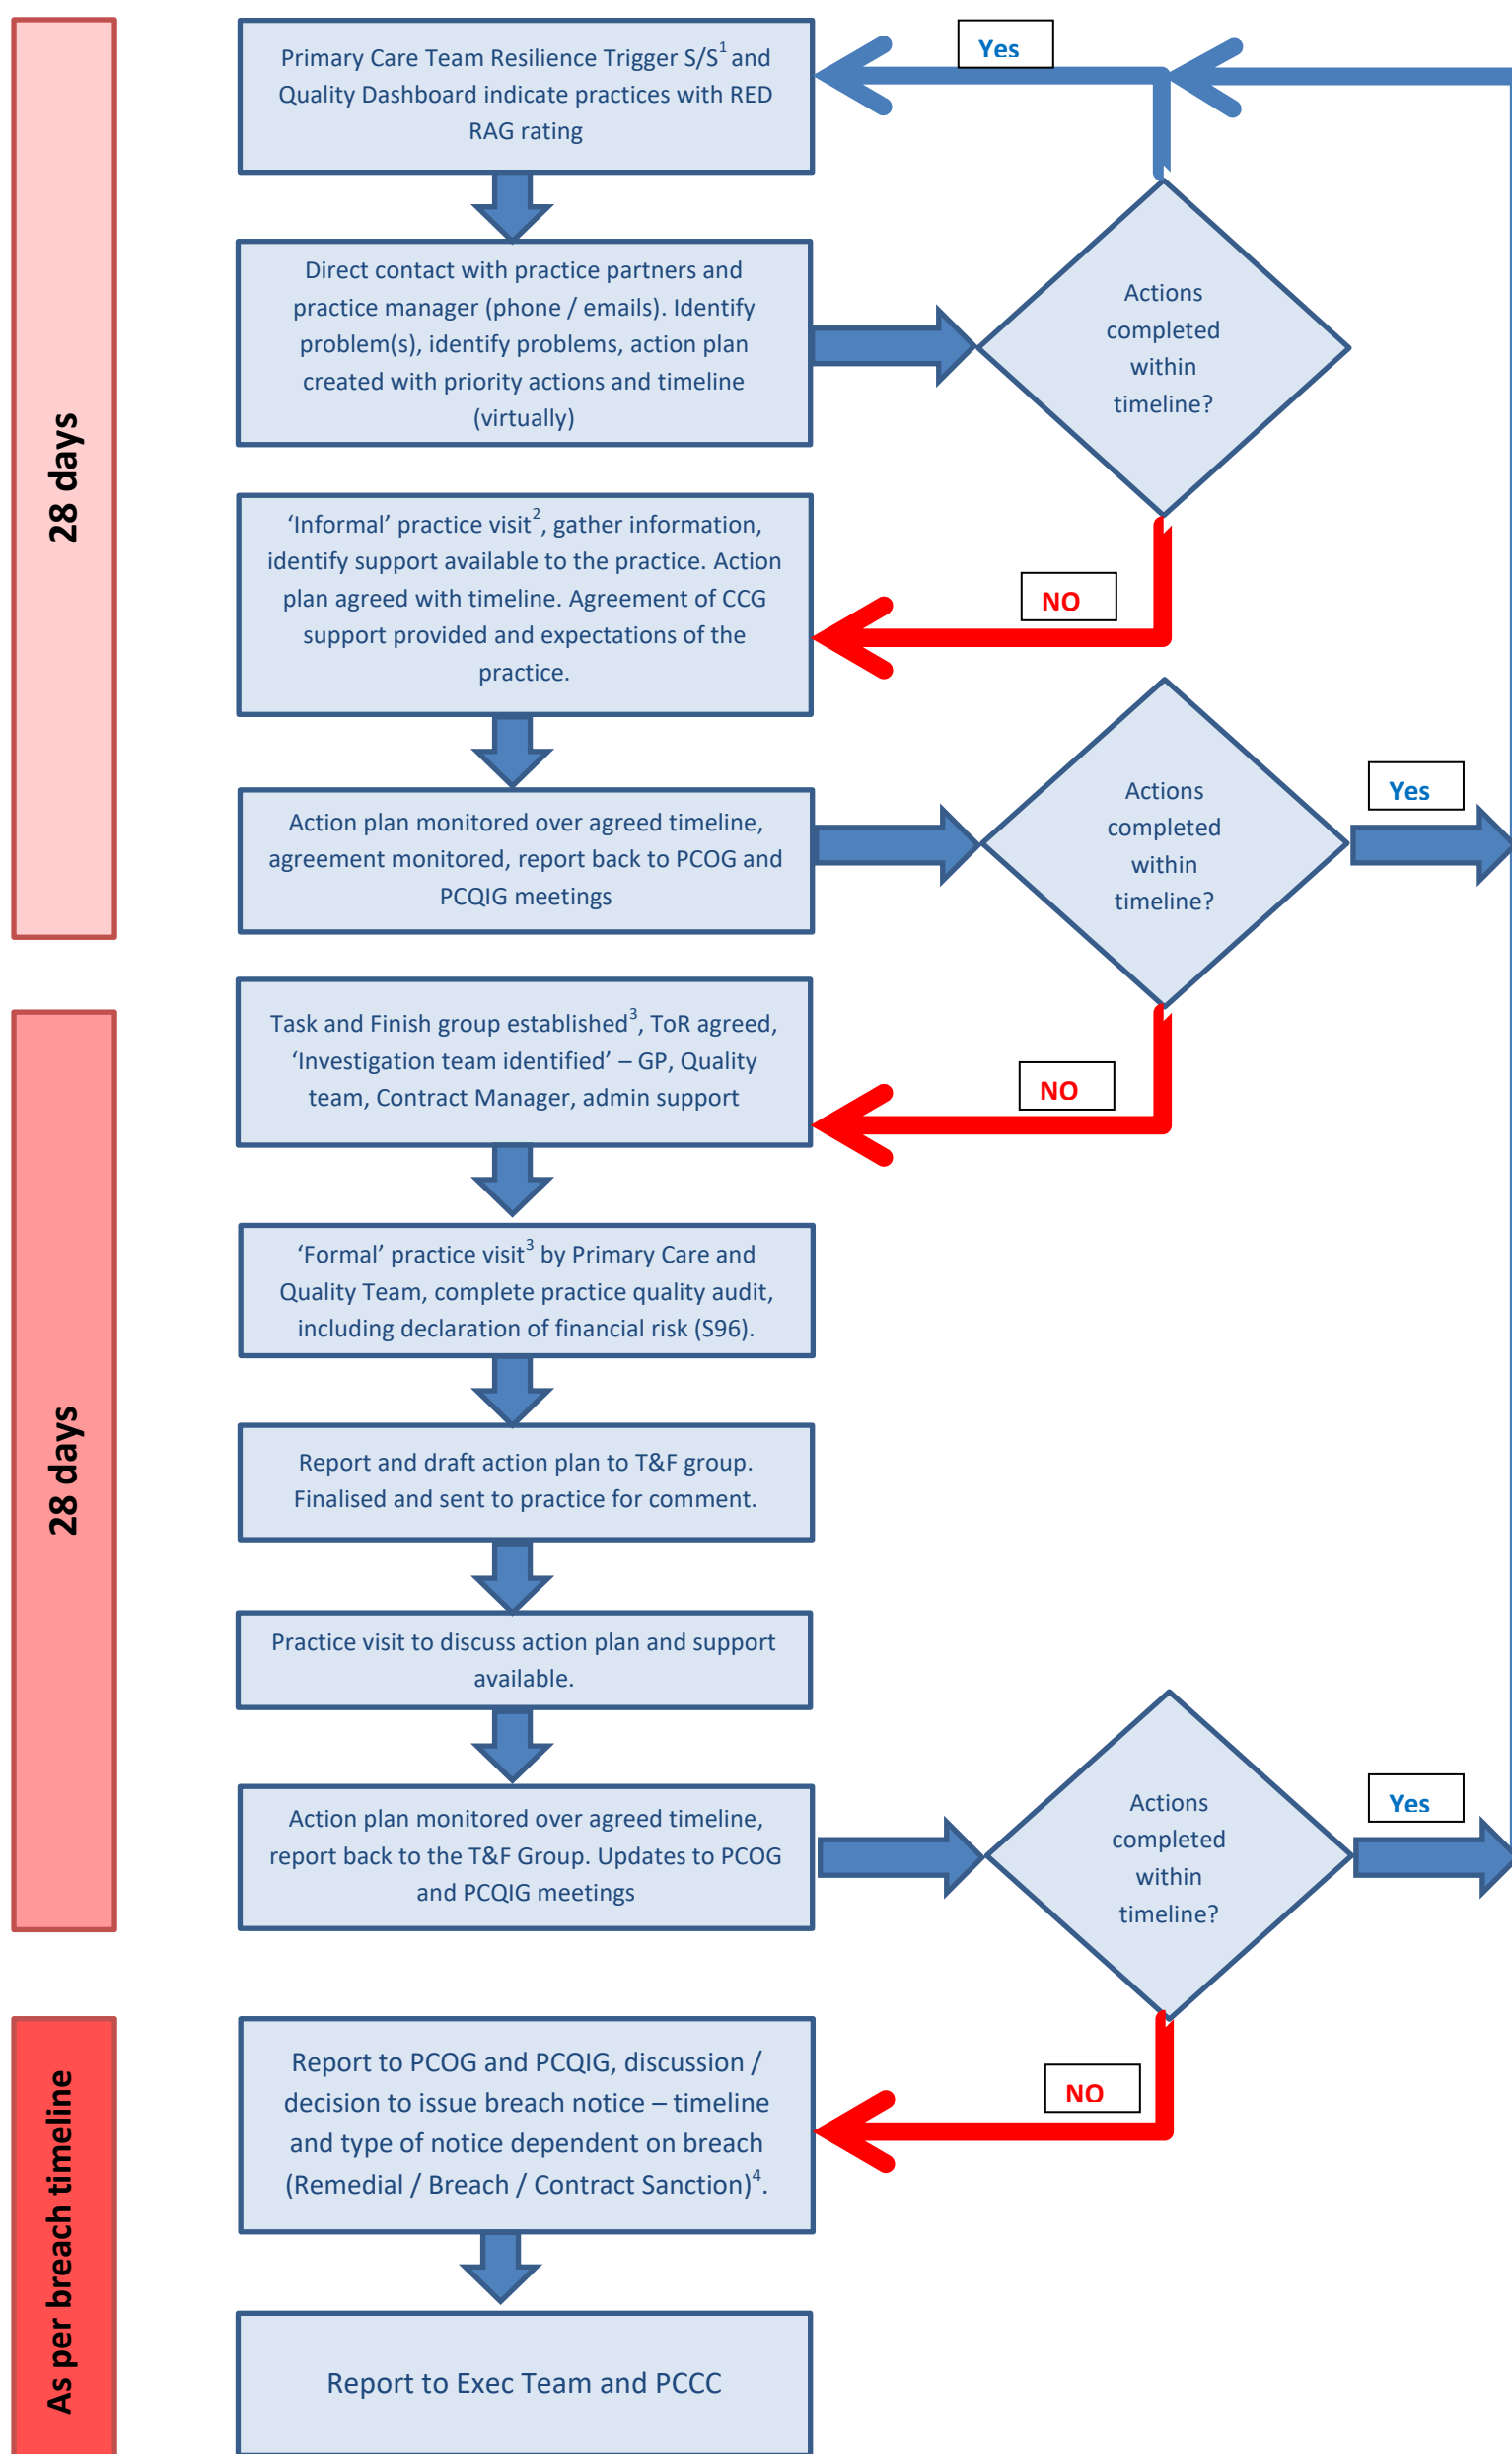 28 days
Primary Care Team Resilience Trigger S/S1 and
Quality Dashboard indicate practices with RED
RAG rating
Yes
Direct contact with practice partners and
practice manager (phone / emails). Identify
problem(s), identify problems, action plan
created with priority actions and timeline
(virtually)
Actions
completed
within
timeline?
‘Informal’ practice visit2, gather information,
identify support available to the practice. Action
plan agreed with timeline. Agreement of CCG
support provided and expectations of the
practice.
NO
Action plan monitored over agreed timeline,
agreement monitored, report back to PCOG and
PCQIG meetings
Actions
completed
within
timeline?
Yes
28 days
Task and Finish group established3, ToR agreed,
‘Investigation team identified’ – GP, Quality
team, Contract Manager, admin support
NO
‘Formal’ practice visit3 by Primary Care and
Quality Team, complete practice quality audit,
including declaration of financial risk (S96).
Report and draft action plan to T&F group.
Finalised and sent to practice for comment.
Practice visit to discuss action plan and support
available.
Action plan monitored over agreed timeline,
report back to the T&F Group. Updates to PCOG
and PCQIG meetings
Actions
completed
within
timeline?
Yes
As per breach timeline
Report to PCOG and PCQIG, discussion /
decision to issue breach notice – timeline
and type of notice dependent on breach
(Remedial / Breach / Contract Sanction)4.
NO
Report to Exec Team and PCCC